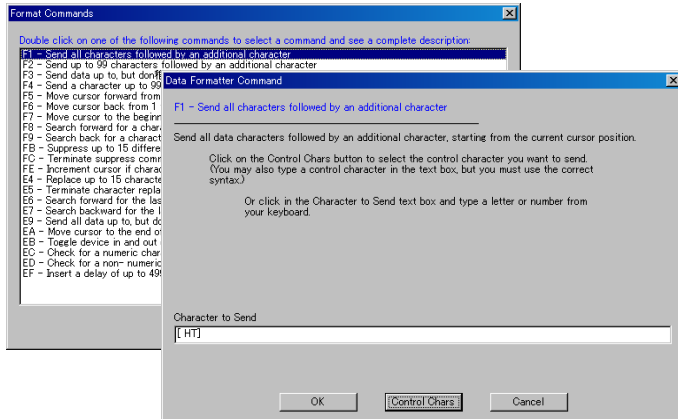 Format Commands
Double click on one of the following commands to select a command and see a complete description:
F1 - Send all characters followed by an additional character
F2 - Send up to 99 characters followed by an additional character
F3 - Send data up to, but don
F4 - Send a character up to 99
F5 - Move cursor forward from
F6 - Move cursor back from 1
F7 - Move cursor to the beginn
F8 - Search forward for a char
F9 - Search back for a charact
FB - Suppress up to 15 differe
FC - Terminate suppress comm
FE - Increment cursor if charac
E4 - Replace up to 15 characte
E5 - Terminate character repla
E6 - Search forward for the las
E7 - Search backward for the l
E9 - Send all data up to, but do
EA - Move cursor to the end o
EB - Toggle device in and out
EC - Check for a numeric char
ED - Check for a non- numeric
EF - Insert a delay of up to 49
Data Formatter Command
F1 - Send all characters followed by an additional character
Send all data characters followed by an additional character, starting from the current cursor position.
Click on the Control Chars button to select the control character you want to send.
(You may also type a control character in the text box, but you must use the correct
syntax.)
Or click in the Character to Send text box and type a letter or number from
your keyboard.
Character to Send
[ HT]
OK Control Chars Cancel